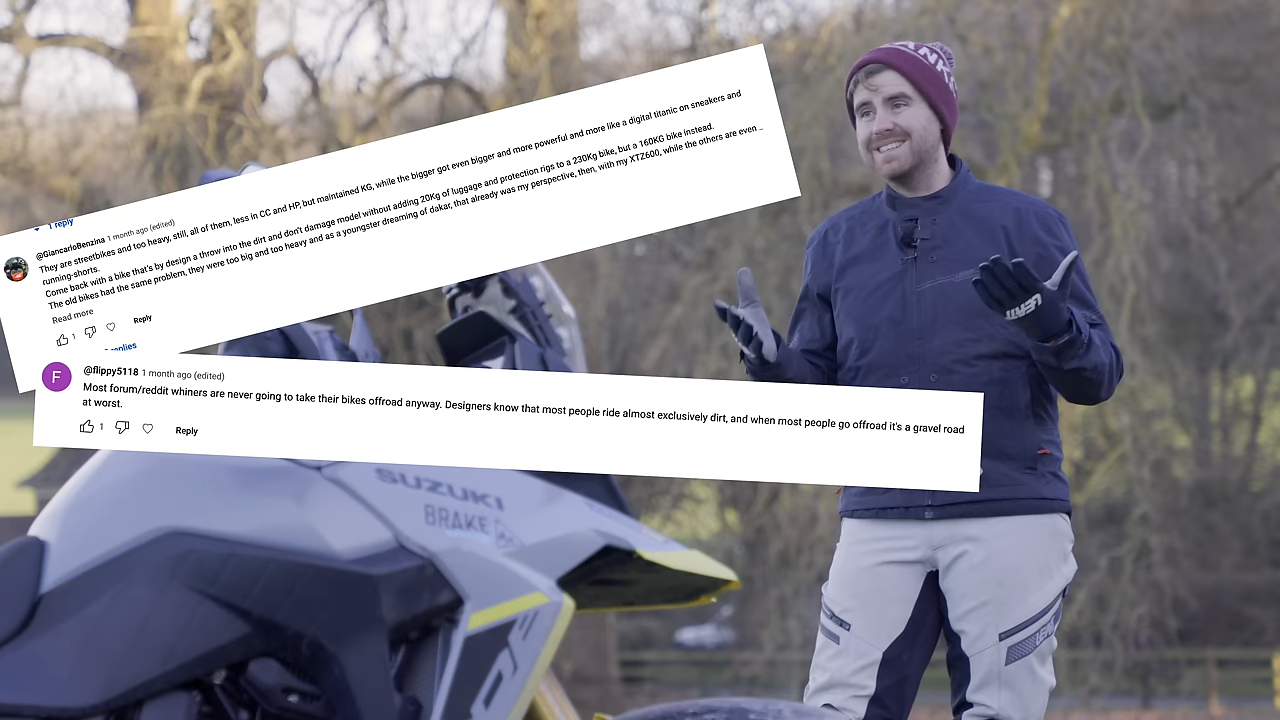 1 reply
@GiancarloBenzina 1 month ago (edited)
They are streetbikes and too heavy, still, all of them, less in CC and HP, but maintained KG, while the bigger got even bigger and more powerful and more like a digital titanic on sneakers and
running-shorts.
Come back with a bike that's by design a throw into the dirt and don't damage model without adding 20Kg of luggage and protection rigs to a 230Kg bike, but a 160KG bike instead.
The old bikes had the same problem, they were too big and too heavy and as a youngster dreaming of dakar, that already was my perspective, then, with my XTZ600, while the others are even ..
Read more
1
Reply
replies
F
@flippy5118 1 month ago (edited)
Most forum/reddit whiners are never going to take their bikes offroad anyway. Designers know that most people ride almost exclusively dirt, and when most people go offroad it's a gravel road
at worst.
1
Reply
SUZUKI
BRAKE
LEATT
LEATT